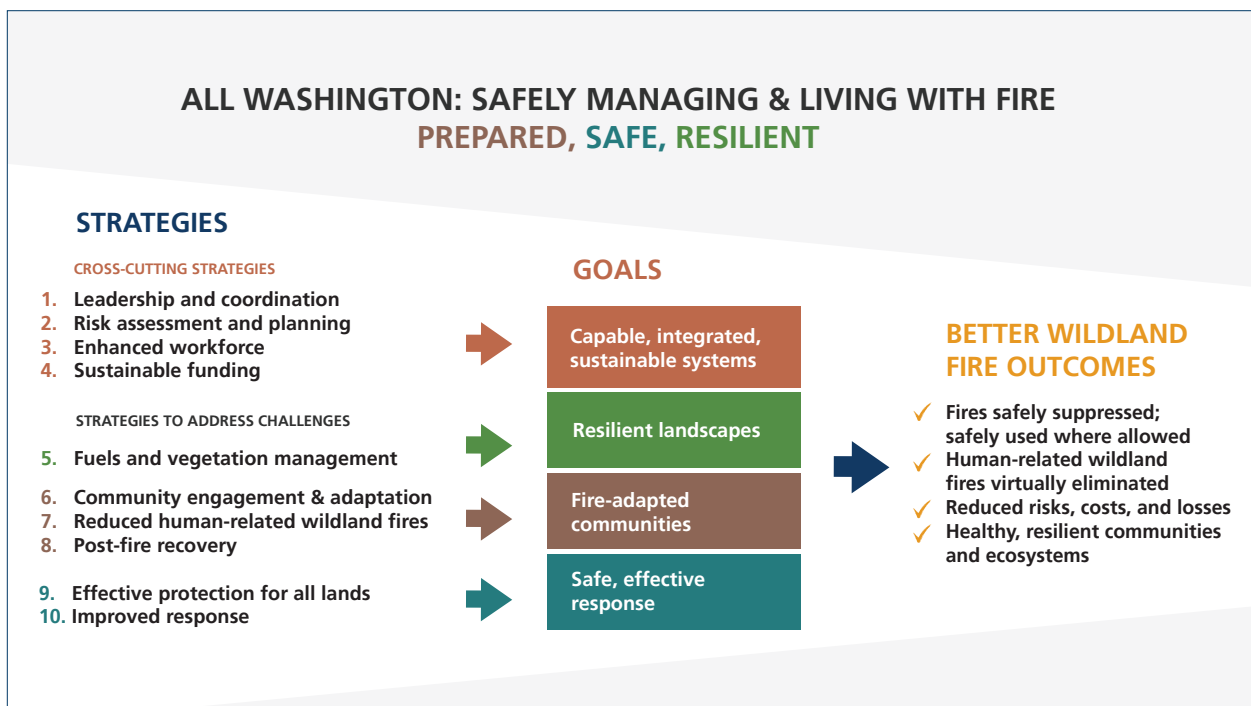 ALL WASHINGTON: SAFELY MANAGING & LIVING WITH FIRE
PREPARED, SAFE, RESILIENT
STRATEGIES
CROSS-CUTTING STRATEGIES
1. Leadership and coordination
2. Risk assessment and planning
3. Enhanced workforce
4. Sustainable funding
STRATEGIES TO ADDRESS CHALLENGES
5. Fuels and vegetation management
6. Community engagement & adaptation
7. Reduced human-related wildland fires
8. Post-fire recovery
9. Effective protection for all lands
10. Improved response
GOALS
Capable, integrated,
sustainable systems
Resilient landscapes
Fire-adapted
communities
Safe, effective
response
BETTER WILDLAND
FIRE OUTCOMES
✓ Fires safely suppressed;
safely used where allowed
✓ Human-related wildland
fires virtually eliminated
✓ Reduced risks, costs, and losses
✓ Healthy, resilient communities
and ecosystems